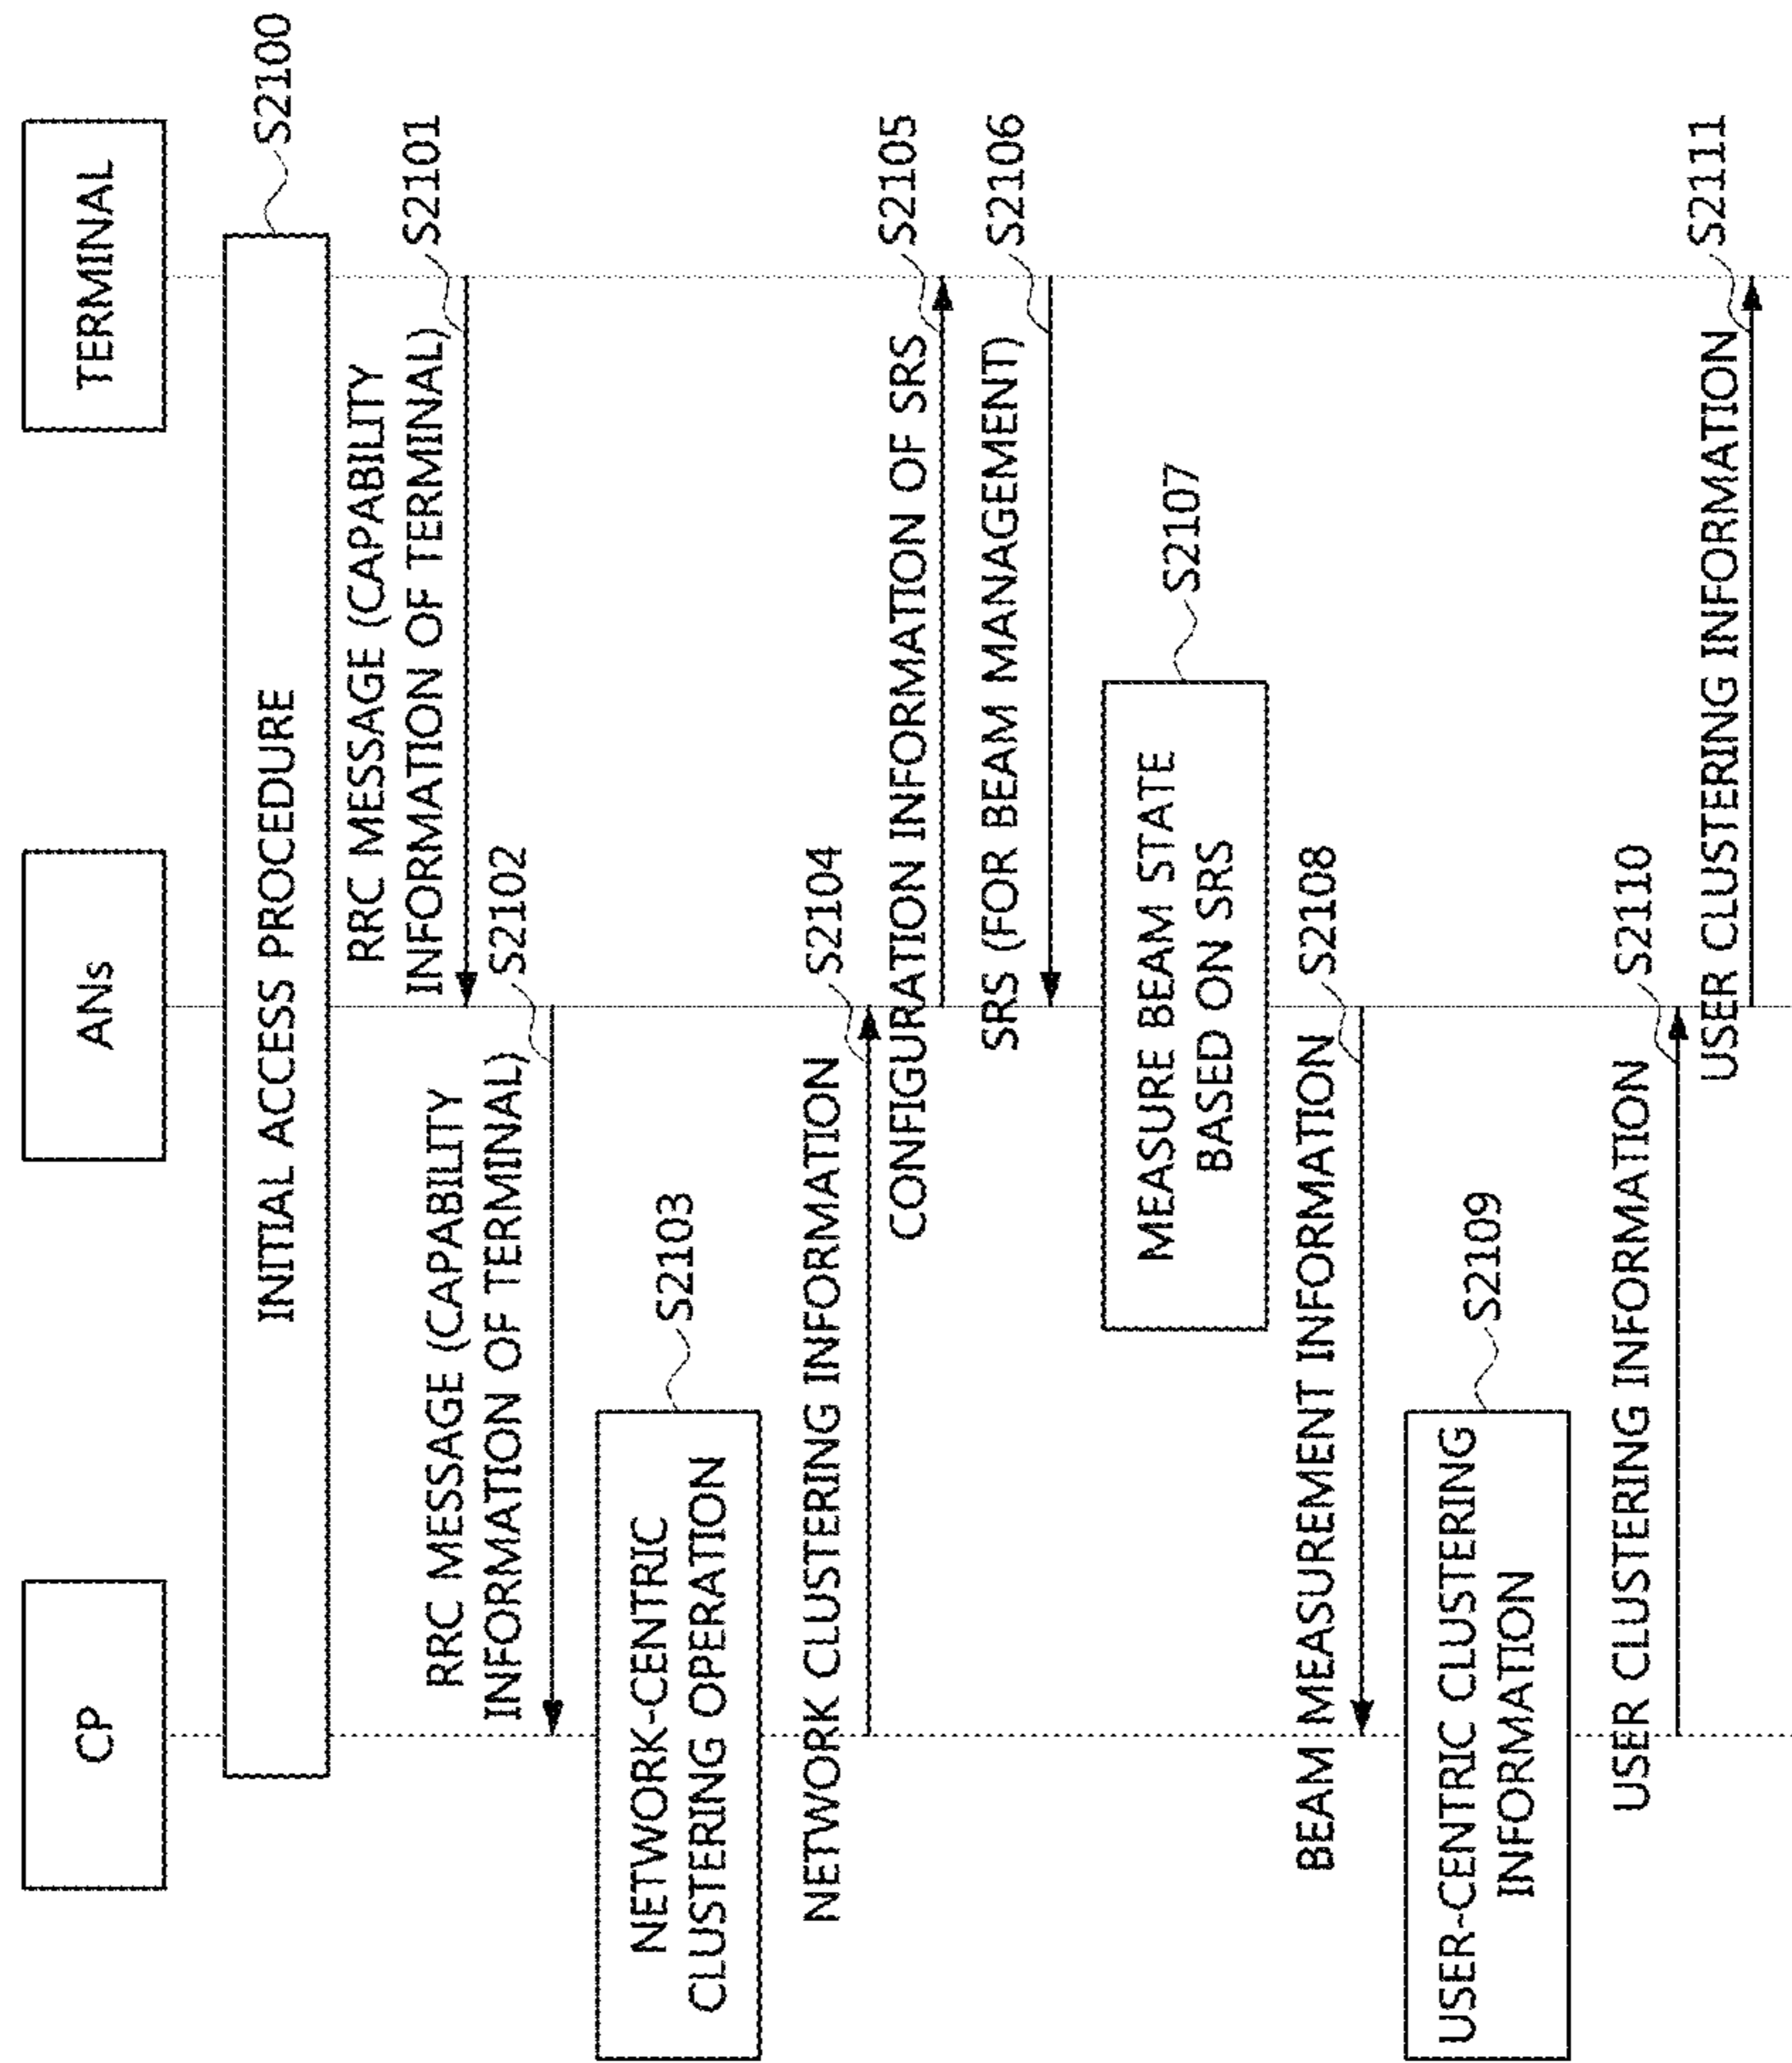 CP
ANs
TERMINAL
INITIAL ACCESS PROCEDURE
S2100
RRC MESSAGE (CAPABILITY
INFORMATION OF TERMINAL)
S2101
RRC MESSAGE (CAPABILITY
INFORMATION OF TERMINAL)
S2102
NETWORK-CENTRIC
CLUSTERING OPERATION
S2103
NETWORK CLUSTERING INFORMATION
S2104
CONFIGURATION INFORMATION OF SRS
S2105
SRS (FOR BEAM MANAGEMENT)
S2106
MEASURE BEAM STATE
BASED ON SRS
S2107
BEAM MEASUREMENT INFORMATION
S2108
USER-CENTRIC CLUSTERING
INFORMATION
S2109
USER CLUSTERING INFORMATION
S2110
USER CLUSTERING INFORMATION
S2111